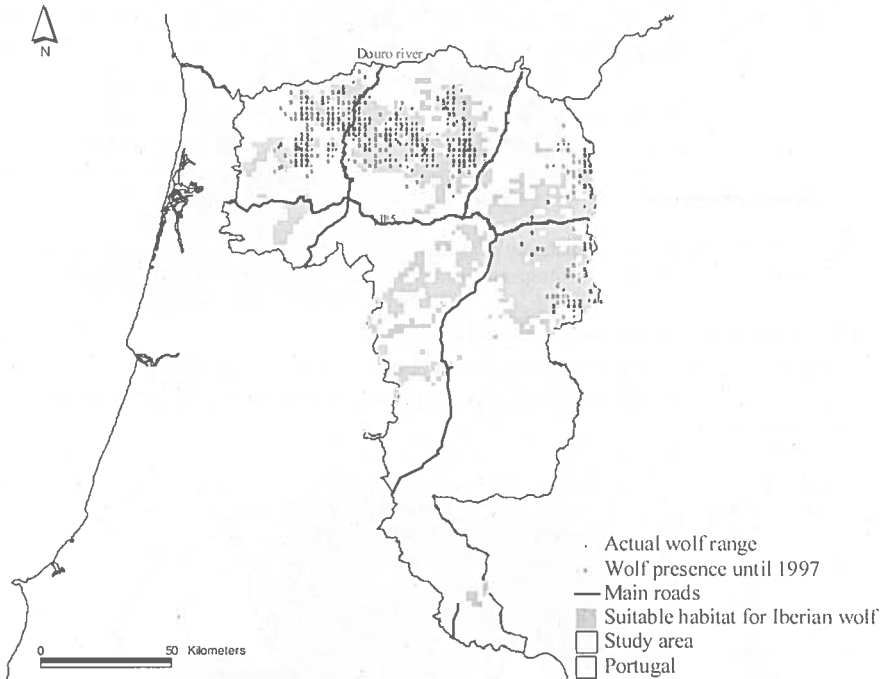 N
Douro river
IP5
Actual wolf range
Wolf presence until 1997
Main roads
Suitable habitat for Iberian wolf
Study area
Portugal
0 50 Kilometers